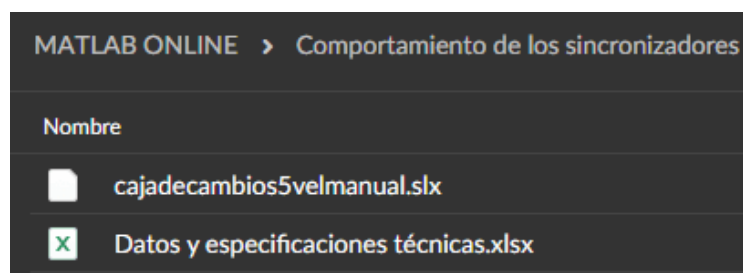 MATLAB ONLINE > Comportamiento de los sincronizadores
Nombre
cajadecambios5velmanual.slx
X Datos y especificaciones técnicas.xlsx